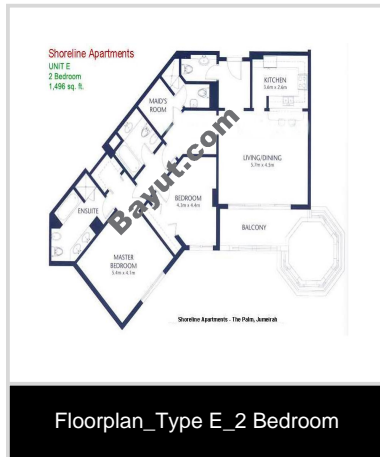 Shoreline Apartments
UNIT E
2 Bedroom
1,496 sq. ft.
KITCHEN
3.6m x 2.6m
MAID'S
ROOM
LIVING/DINING
5.7m x 4.3m
BEDROOM
4.3m x 4.4m
ENSUITE
BALCONY
MASTER
BEDROOM
5.4m x 4.1m
Bayut.com
Shoreline Apartments - The Palm, Jumeirah
Floorplan_Type E_2 Bedroom